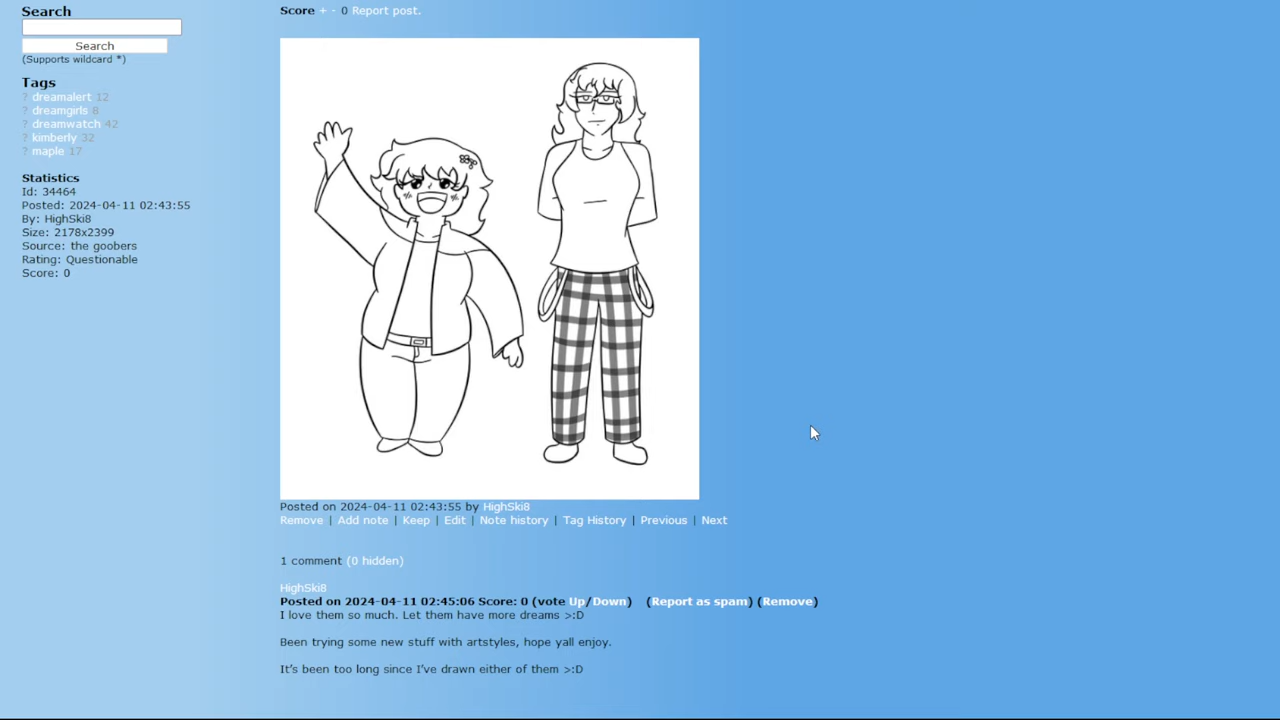 Search
Search
(Supports wildcard *)
Tags
? dreamalert 12
? dreamgirls 8
? dreamwatch 42
? kimberly 32
? maple 17
Statistics
Id: 34464
Posted: 2024-04-11 02:43:55
By: HighSki8
Size: 2178x2399
Source: the goobers
Rating: Questionable
Score: 0
Score + - 0 Report post.
Posted on 2024-04-11 02:43:55 by HighSki8
Remove | Add note | Keep | Edit | Note history | Tag History | Previous | Next
1 comment (0 hidden)
HighSki8
Posted on 2024-04-11 02:45:06 Score: 0 (vote Up/Down) (Report as spam) (Remove)
I love them so much. Let them have more dreams >:D
Been trying some new stuff with artstyles, hope yall enjoy.
It's been too long since I've drawn either of them >:D